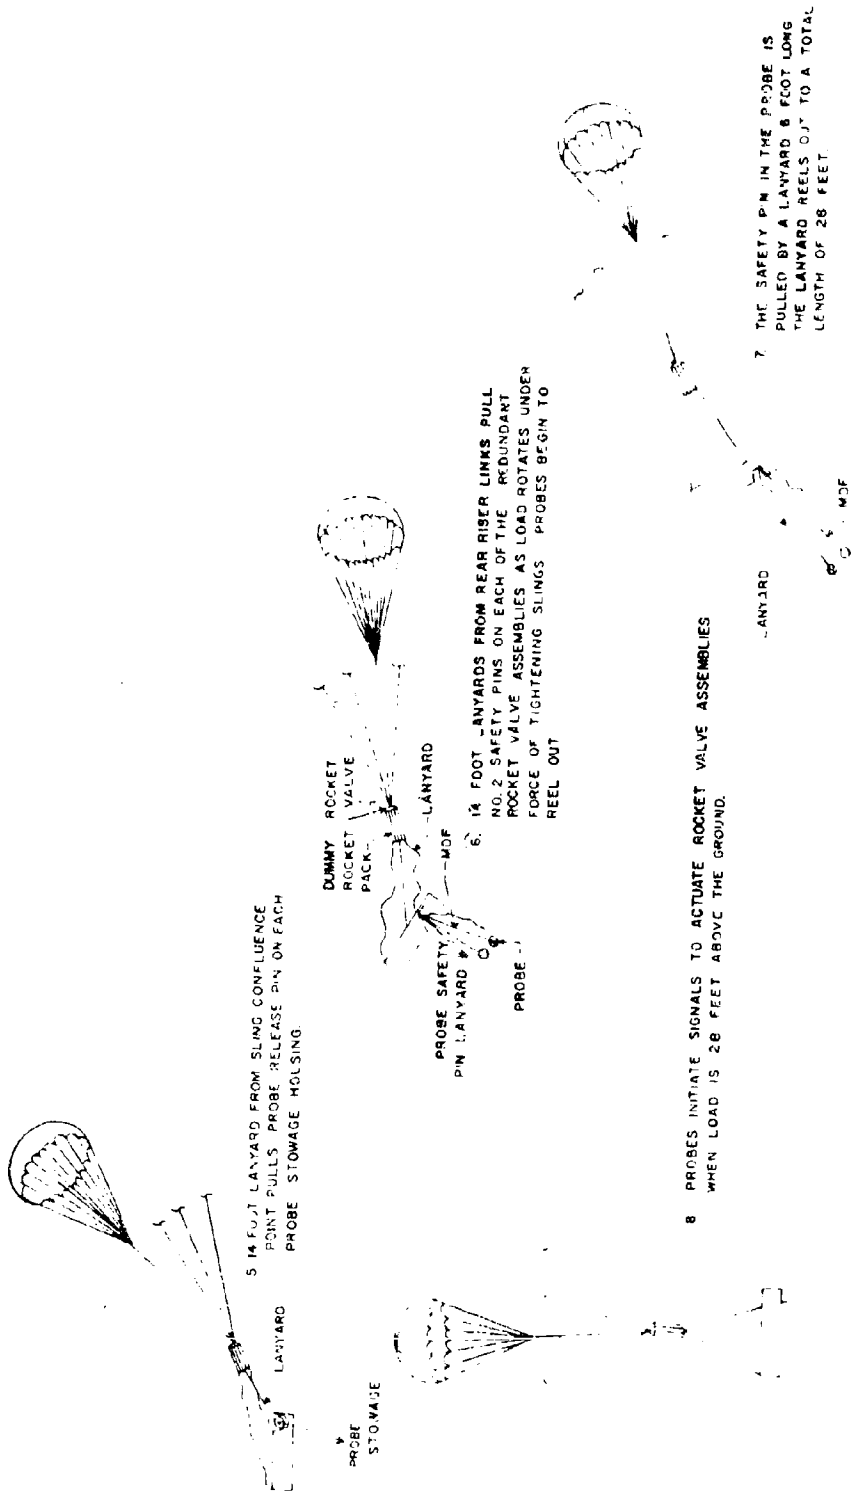 5 14 FOOT LANYARD FROM SLING CONFLUENCE
POINT PULLS PROBE RELEASE PIN ON EACH
PROBE STOWAGE HOUSING.
LANYARD
PROBE
STOWAGE
DUMMY ROCKET
ROCKET VALVE
PACK
LANYARD
MDF
PROBE SAFETY
PIN LANYARD
PROBE
6. 14 FOOT LANYARDS FROM REAR RISER LINKS PULL
NO. 2 SAFETY PINS ON EACH OF THE REDUNDANT
ROCKET VALVE ASSEMBLIES AS LOAD ROTATES UNDER
FORCE OF TIGHTENING SLINGS PROBES BEGIN TO
REEL OUT
7. THE SAFETY PIN IN THE PROBE IS
PULLED BY A LANYARD 6 FOOT LONG
THE LANYARD REELS OUT TO A TOTAL
LENGTH OF 28 FEET.
LANYARD
MDF
8 PROBES INITIATE SIGNALS TO ACTUATE ROCKET VALVE ASSEMBLIES
WHEN LOAD IS 28 FEET ABOVE THE GROUND.